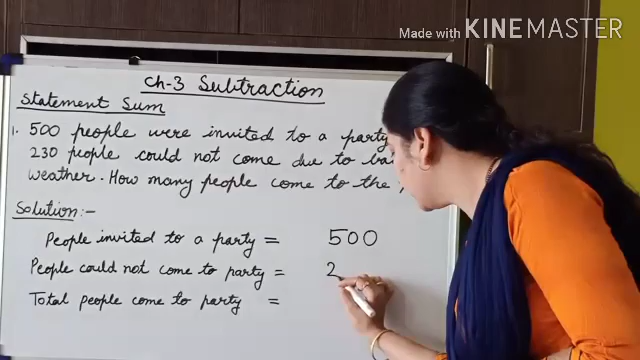 Made with KINEMASTER
Ch-3 Subtraction
Statement Sum
1. 500 people were invited to a party
230 people could not come due to ba
weather. How many people come to the
Solution:-
People invited to a party = 500
People could not come to party = 2
Total people come to party =